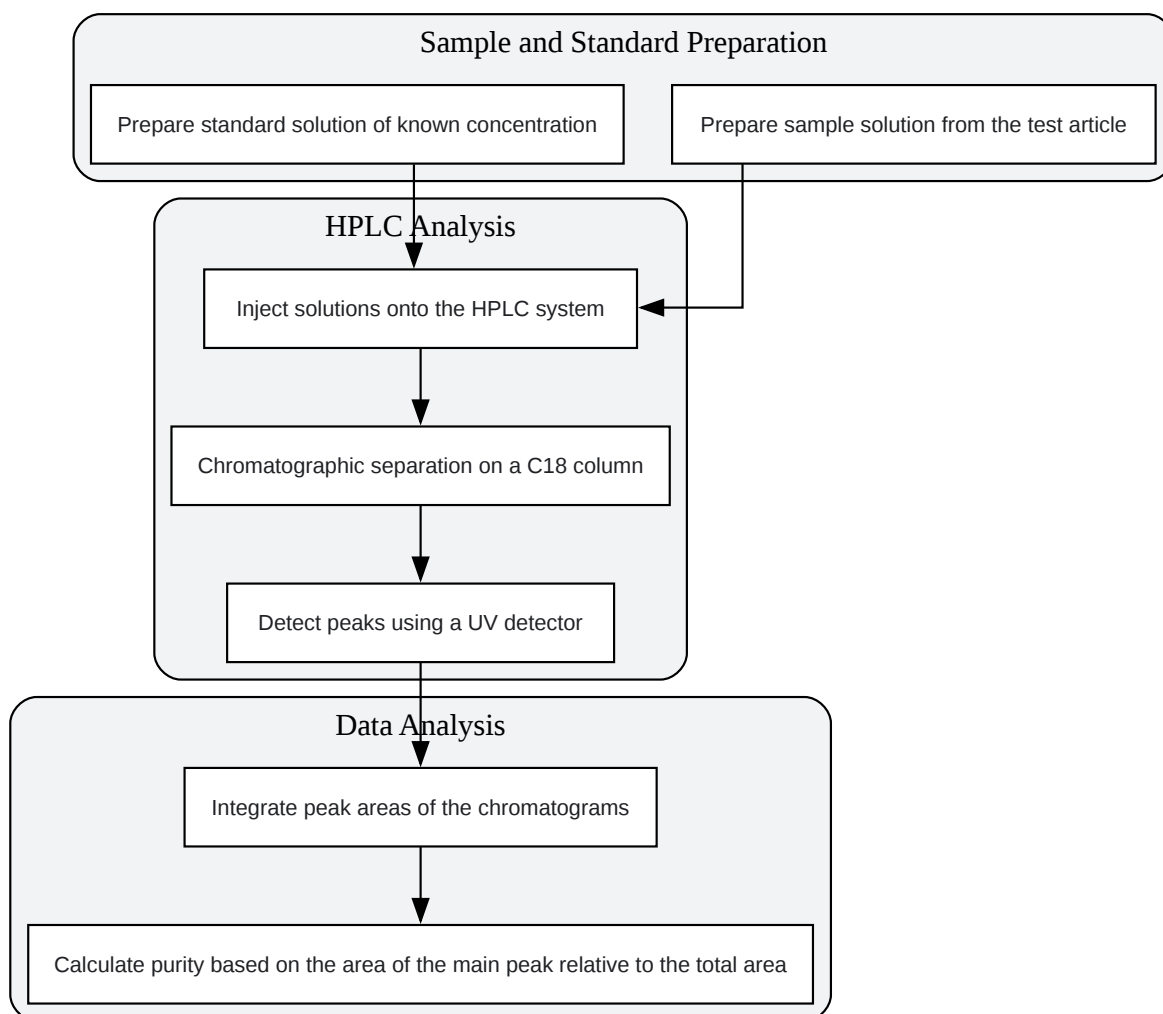 Sample and Standard Preparation
Prepare standard solution of known concentration
Prepare sample solution from the test article
HPLC Analysis
Inject solutions onto the HPLC system
Chromatographic separation on a C18 column
Detect peaks using a UV detector
Data Analysis
Integrate peak areas of the chromatograms
Calculate purity based on the area of the main peak relative to the total area